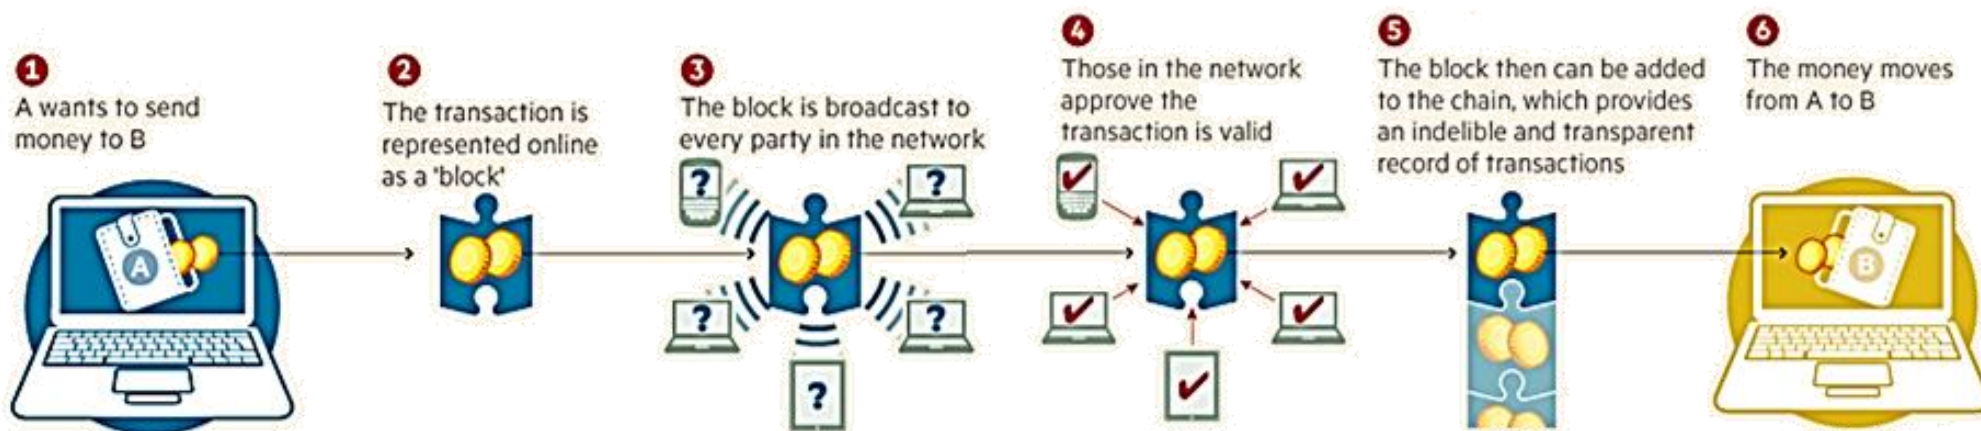 1
A wants to send
money to B
A
2
The transaction is
represented online
as a 'block'
3
The block is broadcast to
every party in the network
?
?
?
?
?
4
Those in the network
approve the
transaction is valid
5
The block then can be added
to the chain, which provides
an indelible and transparent
record of transactions
6
The money moves
from A to B
B